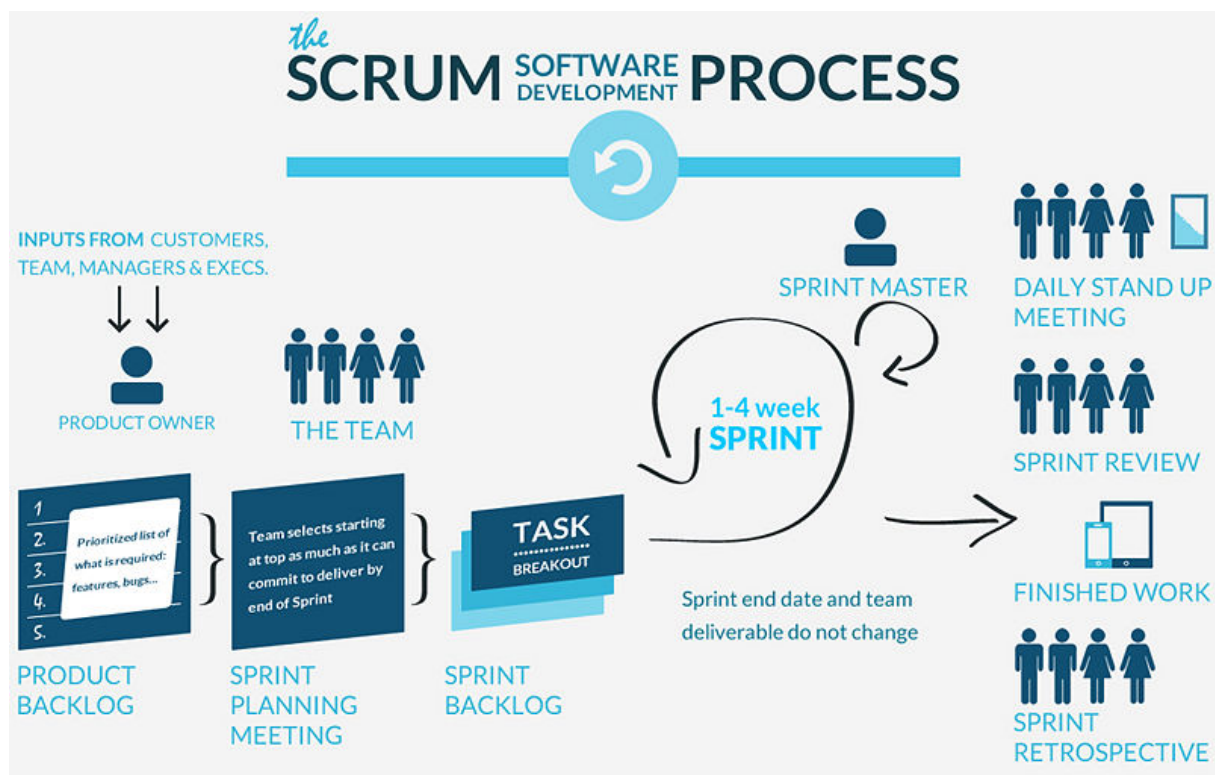 the
SCRUM SOFTWARE DEVELOPMENT PROCESS
INPUTS FROM CUSTOMERS,
TEAM, MANAGERS & EXECS.
PRODUCT OWNER
THE TEAM
1
2.
3.
4.
5.
Prioritized list of
what is required:
features, bugs...
PRODUCT
BACKLOG
Team selects starting
at top as much as it can
commit to deliver by
end of Sprint
SPRINT
PLANNING
MEETING
TASK
BREAKOUT
SPRINT
BACKLOG
SPRINT MASTER
1-4 week
SPRINT
Sprint end date and team
deliverable do not change
DAILY STAND UP
MEETING
SPRINT REVIEW
FINISHED WORK
SPRINT
RETROSPECTIVE